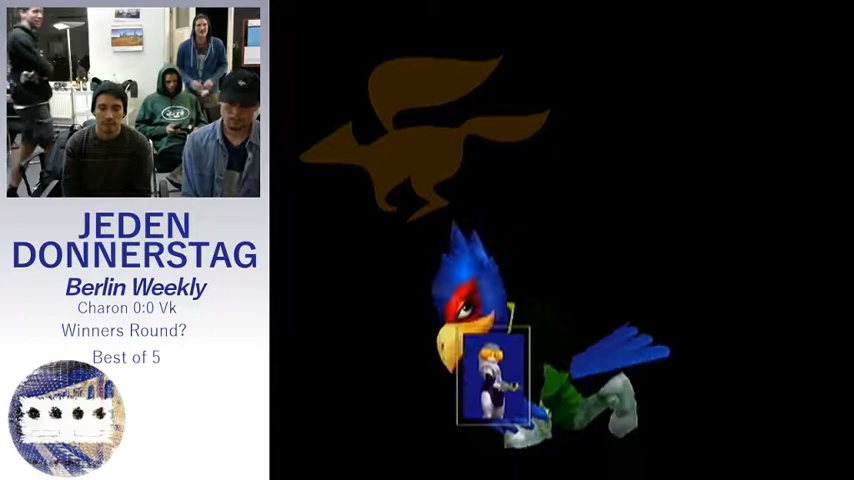 JEDEN
DONNERSTAG
Berlin Weekly
Charon 0:0 Vk
Winners Round?
Best of 5